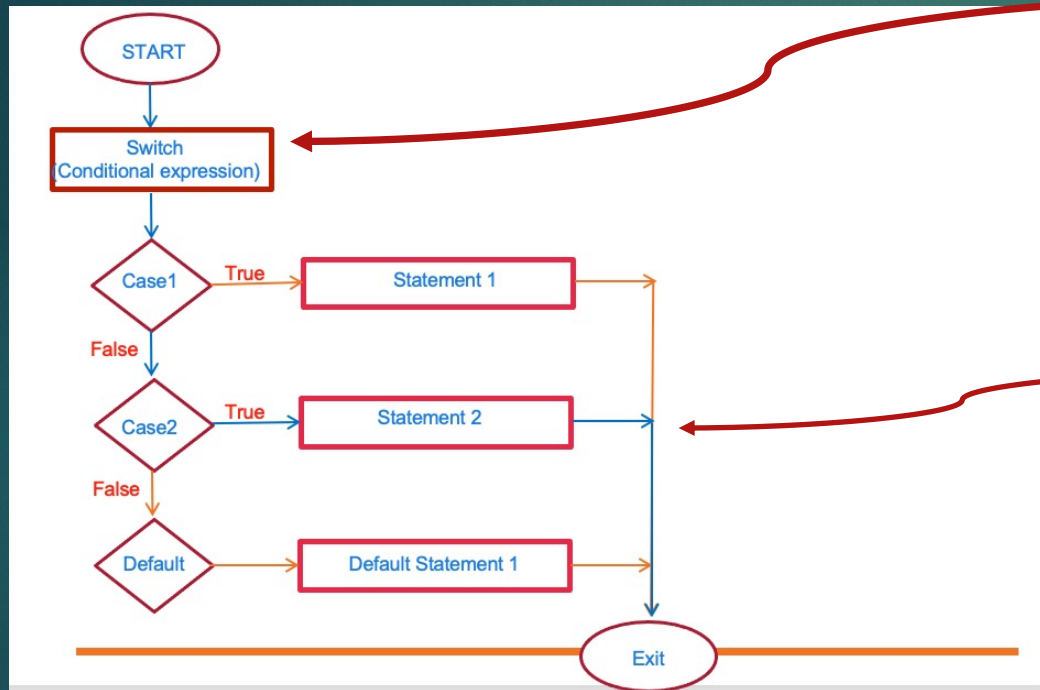 START
Switch
(Conditional expression)
Case1
True
Statement 1
False
Case2
True
Statement 2
False
Default
Default Statement 1
Exit